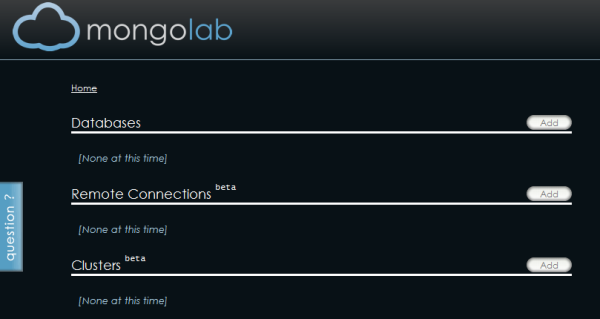 mongolab
Home
Databases
Add
[None at this time]
Remote Connections beta
Add
[None at this time]
question ?
Clusters beta
Add
[None at this time]